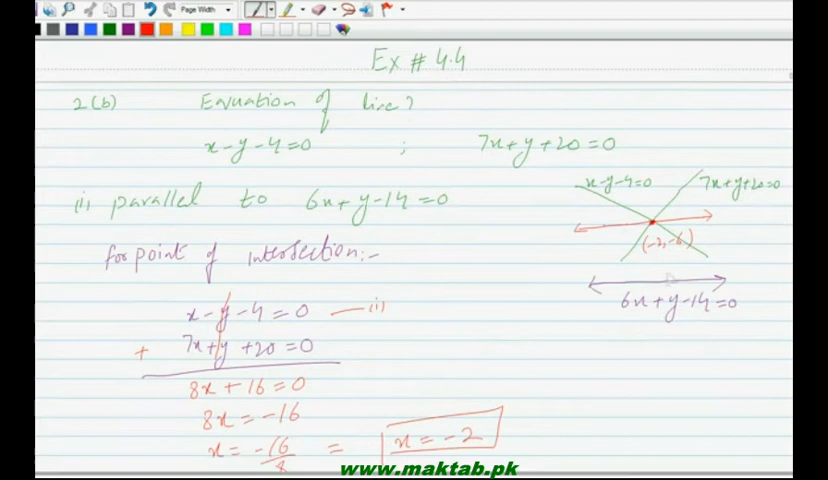 Page Width
Ex # 4.4
2(b) Equation of line?
x-y-4=0 ; 7x+y+20=0
(i) parallel to 6x+y-14=0
x-y-4=0 7x+y+20=0
(-2,-6)
6x+y-14=0
for point of intersection:-
x-y-4=0 — (i)
+ 7x+y+20=0
8x+16=0
8x=-16
x=-16/8 = x=-2
www.maktab.pk